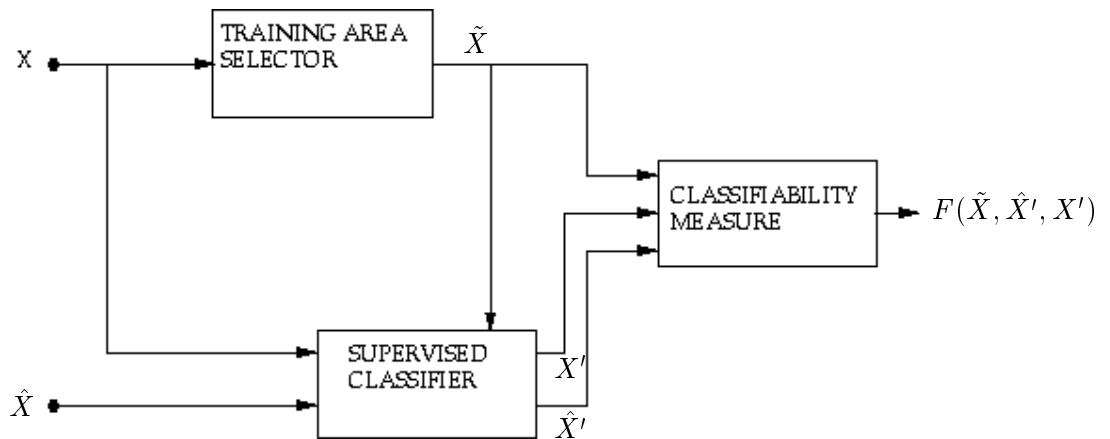 TRAINING AREA
SELECTOR
X
X̃
CLASSIFIABILITY
MEASURE
F(X̃, X̂′, X′)
SUPERVISED
CLASSIFIER
X′
X̂
X̂′